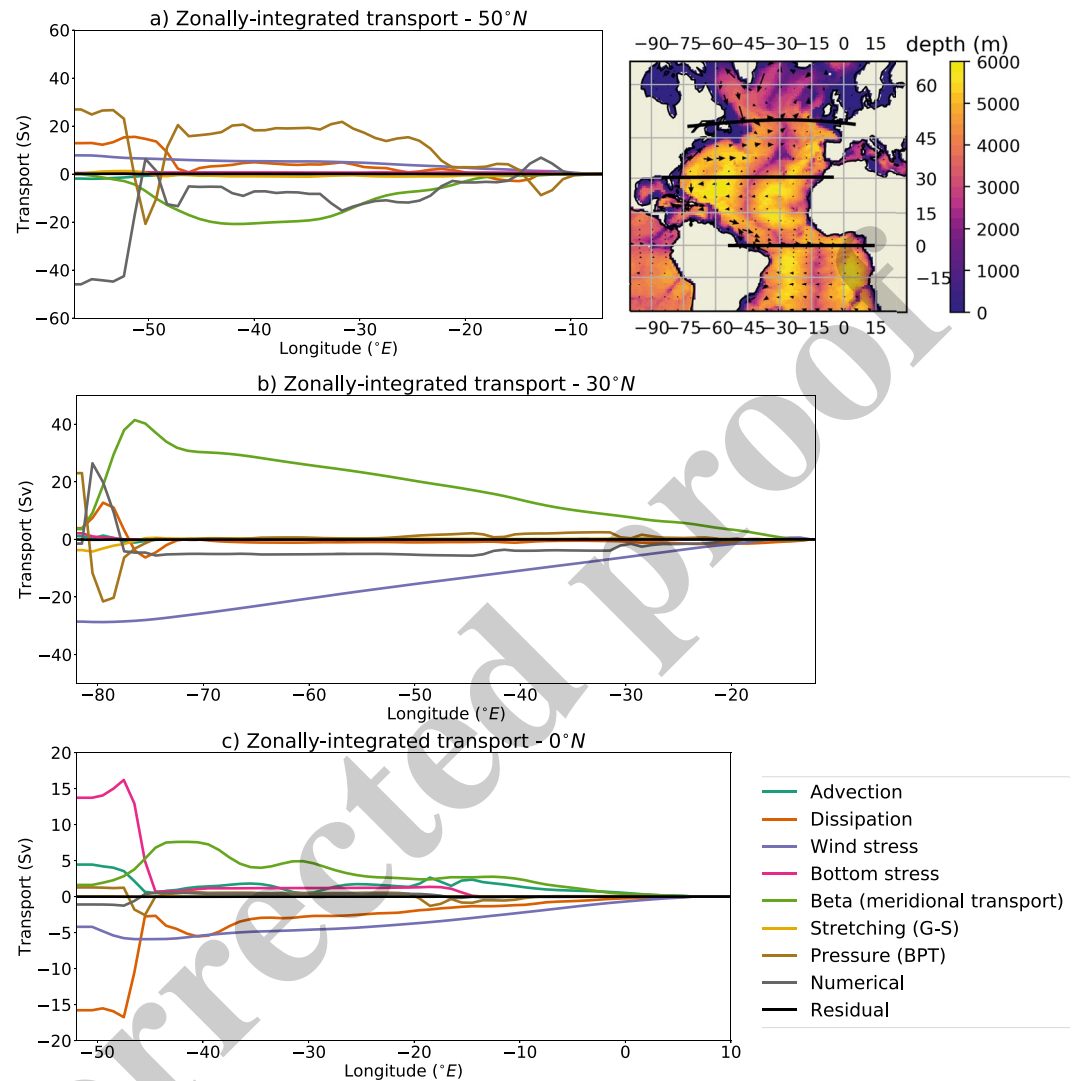 a) Zonally-integrated transport - 50°N
60
40
20
0
−20
−40
−60
Transport (Sv)
−50 −40 −30 −20 −10
Longitude (°E)
−90 −75 −60 −45 −30 −15 0 15
depth (m)
60
45
30
15
0
−15
−90 −75 −60 −45 −30 −15 0 15
6000
5000
4000
3000
2000
1000
0
b) Zonally-integrated transport - 30°N
40
20
0
−20
−40
Transport (Sv)
−80 −70 −60 −50 −40 −30 −20
Longitude (°E)
c) Zonally-integrated transport - 0°N
20
15
10
5
0
−5
−10
−15
−20
Transport (Sv)
−50 −40 −30 −20 −10 0 10
Longitude (°E)
Advection
Dissipation
Wind stress
Bottom stress
Beta (meridional transport)
Stretching (G-S)
Pressure (BPT)
Numerical
Residual
rrected proof